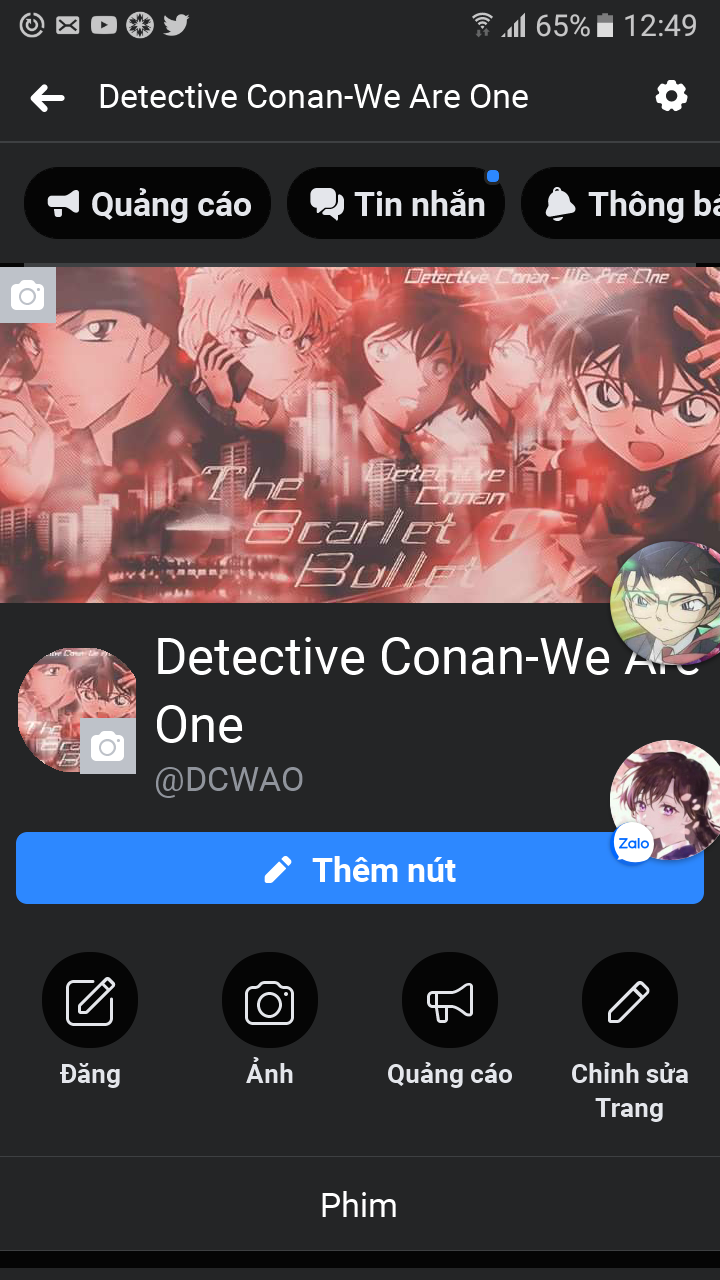 65% 12:49
Detective Conan-We Are One
Quảng cáo Tin nhắn Thông bá
Detective Conan-We Are One
The Detective
Conan
Scarlet
Bullet
Detective Conan-We Are
One
@DCWAO
Zalo
Thêm nút
Đăng Ảnh Quảng cáo Chỉnh sửa
Trang
Phim